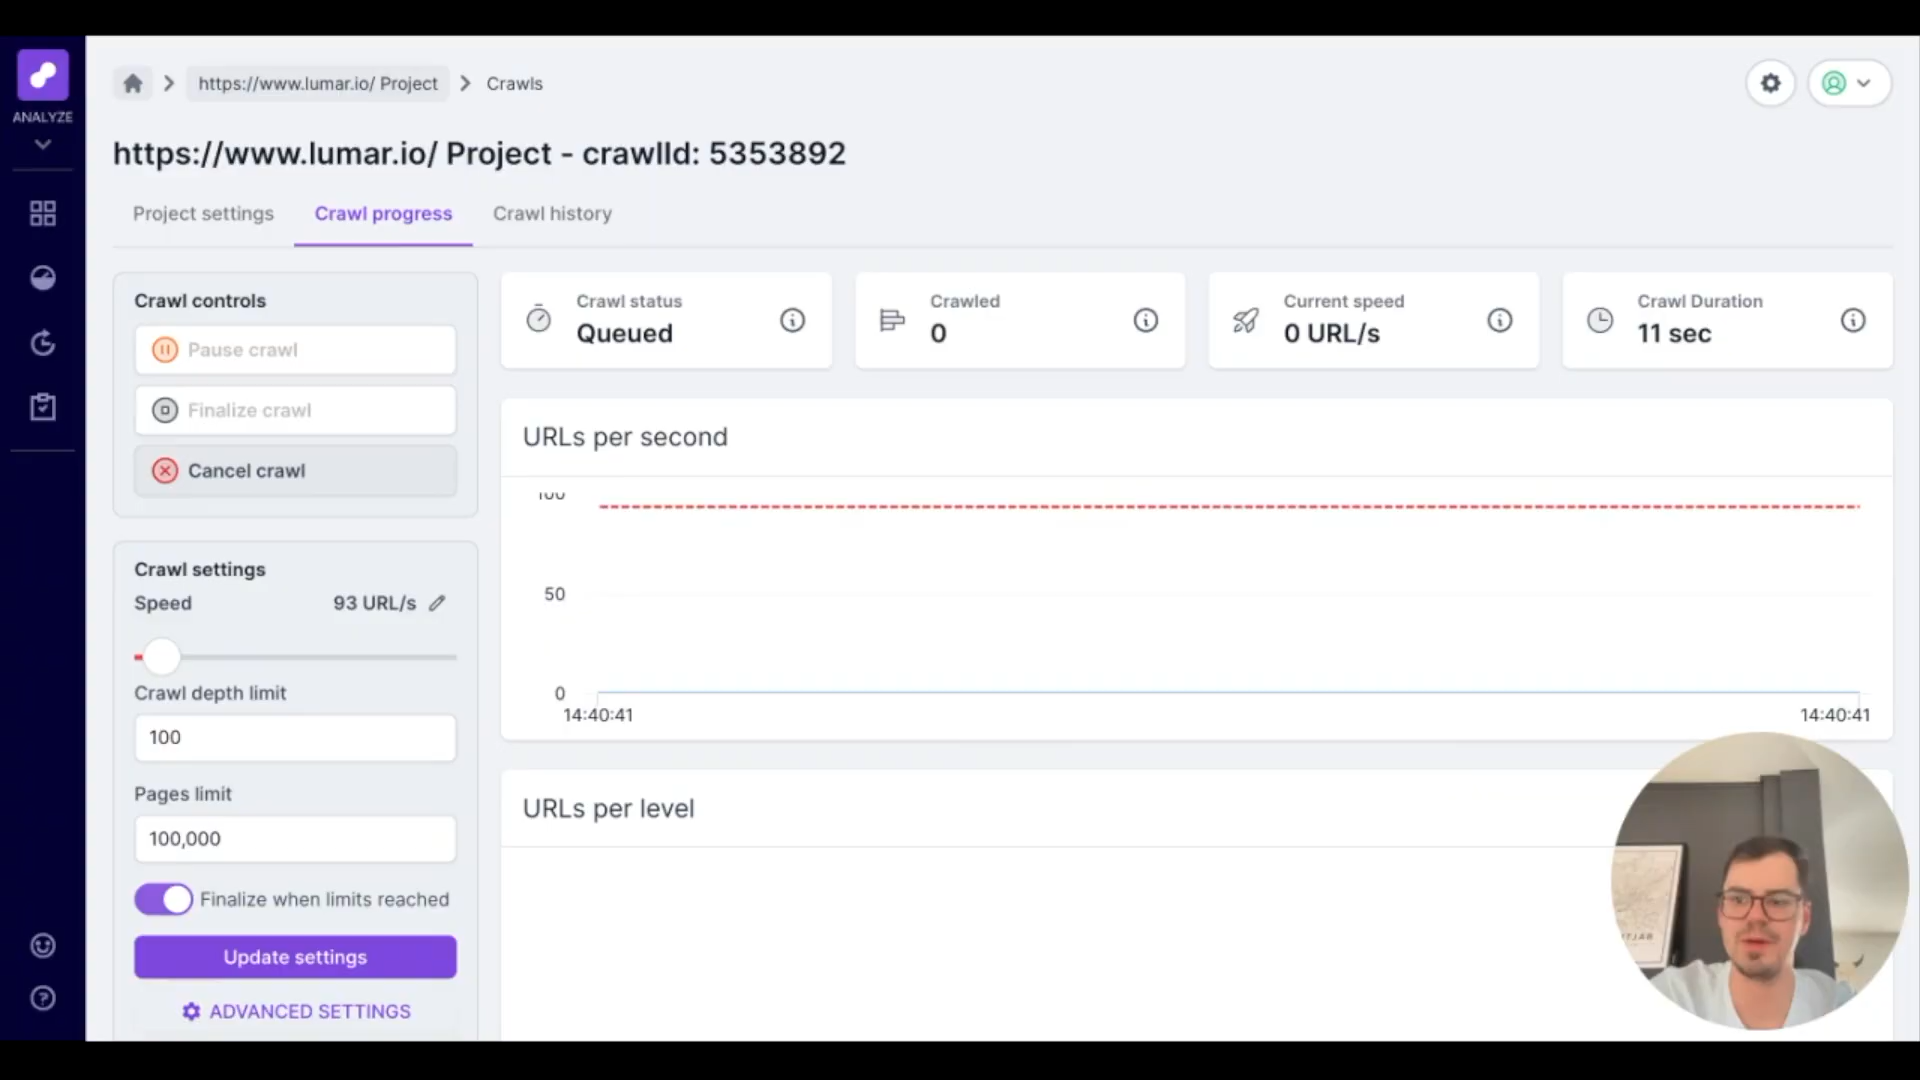 ANALYZE
https://www.lumar.io/ Project
Crawls
https://www.lumar.io/ Project - crawlId: 5353892
Project settings
Crawl progress
Crawl history
Crawl controls
Pause crawl
Finalize crawl
Cancel crawl
Crawl status
Queued
Crawled
0
Current speed
0 URL/s
Crawl Duration
11 sec
Crawl settings
Speed
93 URL/s
Crawl depth limit
100
Pages limit
100,000
Finalize when limits reached
Update settings
ADVANCED SETTINGS
URLs per second
100
50
0
14:40:41
14:40:41
URLs per level